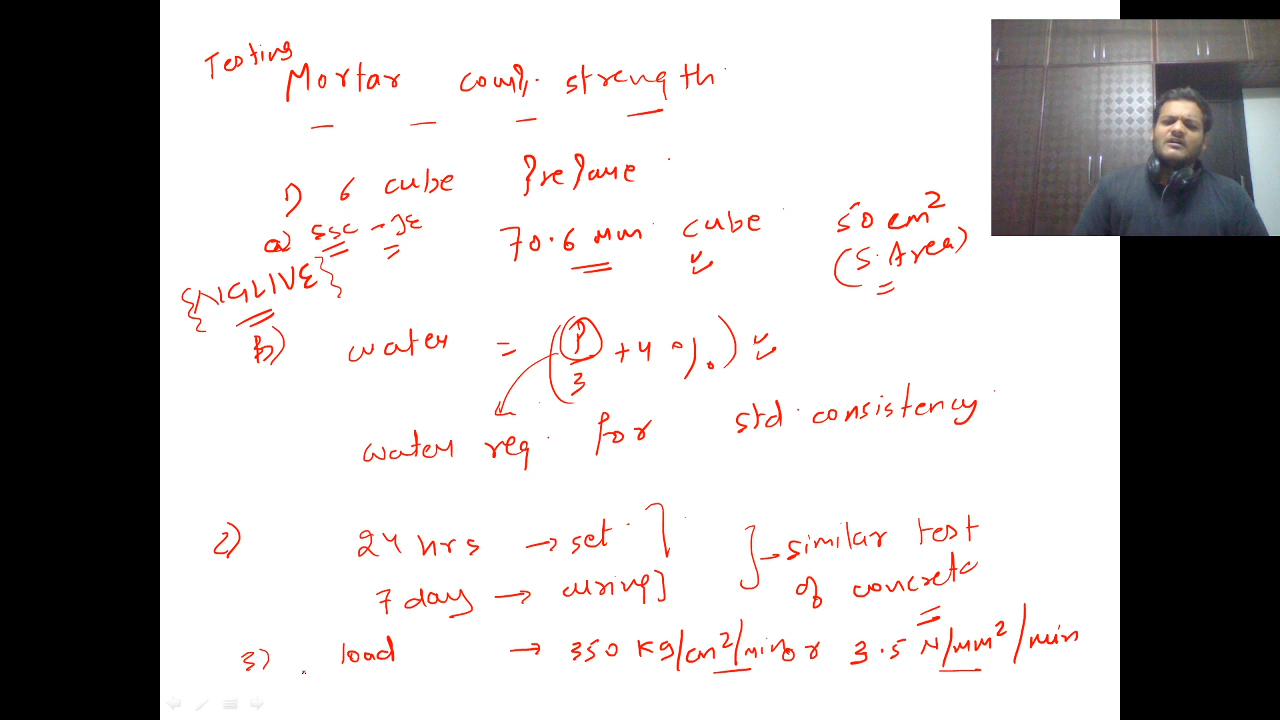 Testing
Mortar comp. strength
1) 6 cube prepare
a) SSC - JE 70.6 mm cube 50 cm²
(S. Area)
{NGLIVE}
b) water = (P/3 + 4 %)
water req. for std. consistency
2) 24 hrs → set
7 day → curing
→ similar test
of concrete
3) load → 350 kg/cm²/min or 3.5 N/mm²/min